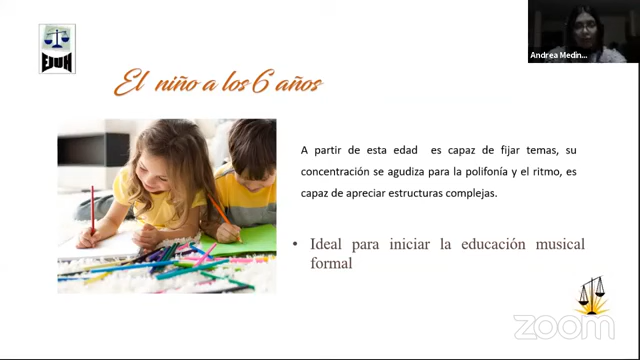 EJUH
Andrea Medin...
El niño a los 6 años
A partir de esta edad es capaz de fijar temas, su
concentración se agudiza para la polifonía y el ritmo, es
capaz de apreciar estructuras complejas.
• Ideal para iniciar la educación musical
formal
zoom